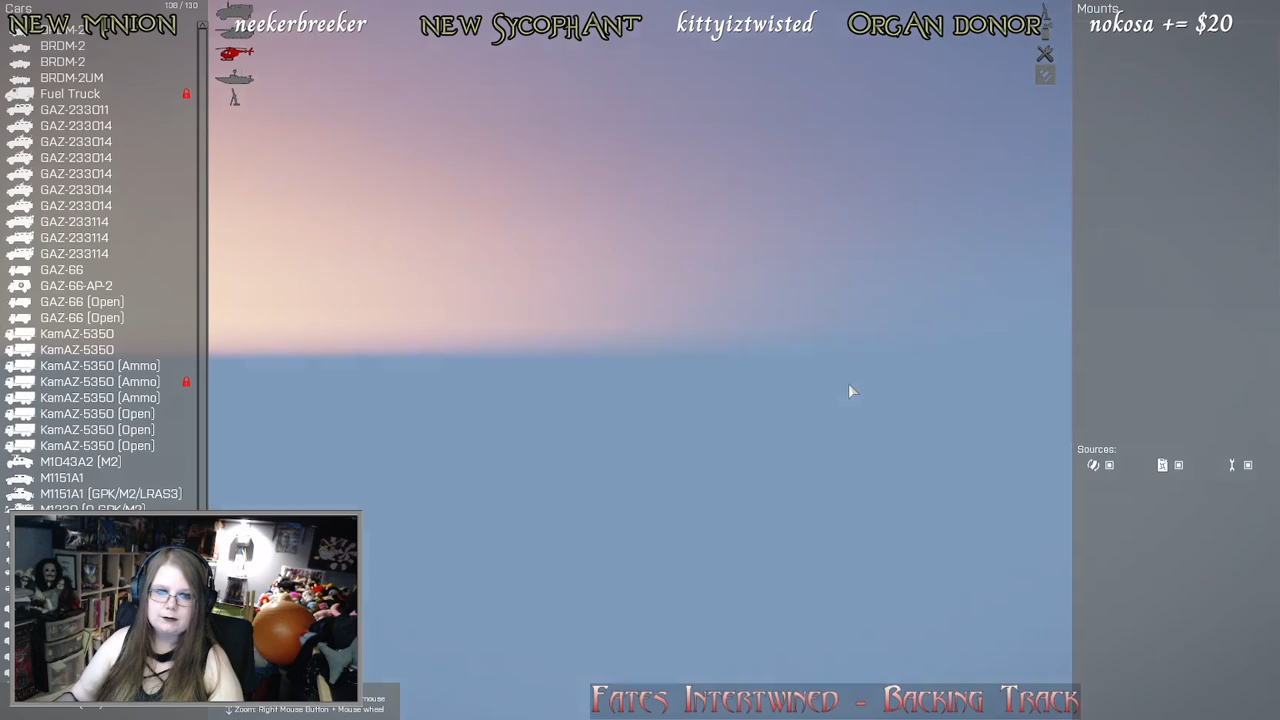 Cars
108 / 130
Mounts
NEW MINION
neekerbreeker
NEW SYCOPHANT
kittyiztwisted
ORGAN DONOR
nokosa += $20
BRDM-2
BRDM-2
BRDM-2UM
Fuel Truck
GAZ-233011
GAZ-233014
GAZ-233014
GAZ-233014
GAZ-233014
GAZ-233014
GAZ-233014
GAZ-233114
GAZ-233114
GAZ-233114
GAZ-66
GAZ-66-AP-2
GAZ-66 (Open)
GAZ-66 (Open)
KamAZ-5350
KamAZ-5350
KamAZ-5350 (Ammo)
KamAZ-5350 (Ammo)
KamAZ-5350 (Ammo)
KamAZ-5350 (Open)
KamAZ-5350 (Open)
KamAZ-5350 (Open)
M1043A2 (M2)
M1151A1
M1151A1 (GPK/M2/LRAS3)
Sources:
mouse
Zoom: Right Mouse Button + Mouse wheel
FATES INTERTWINED - BACKING TRACK